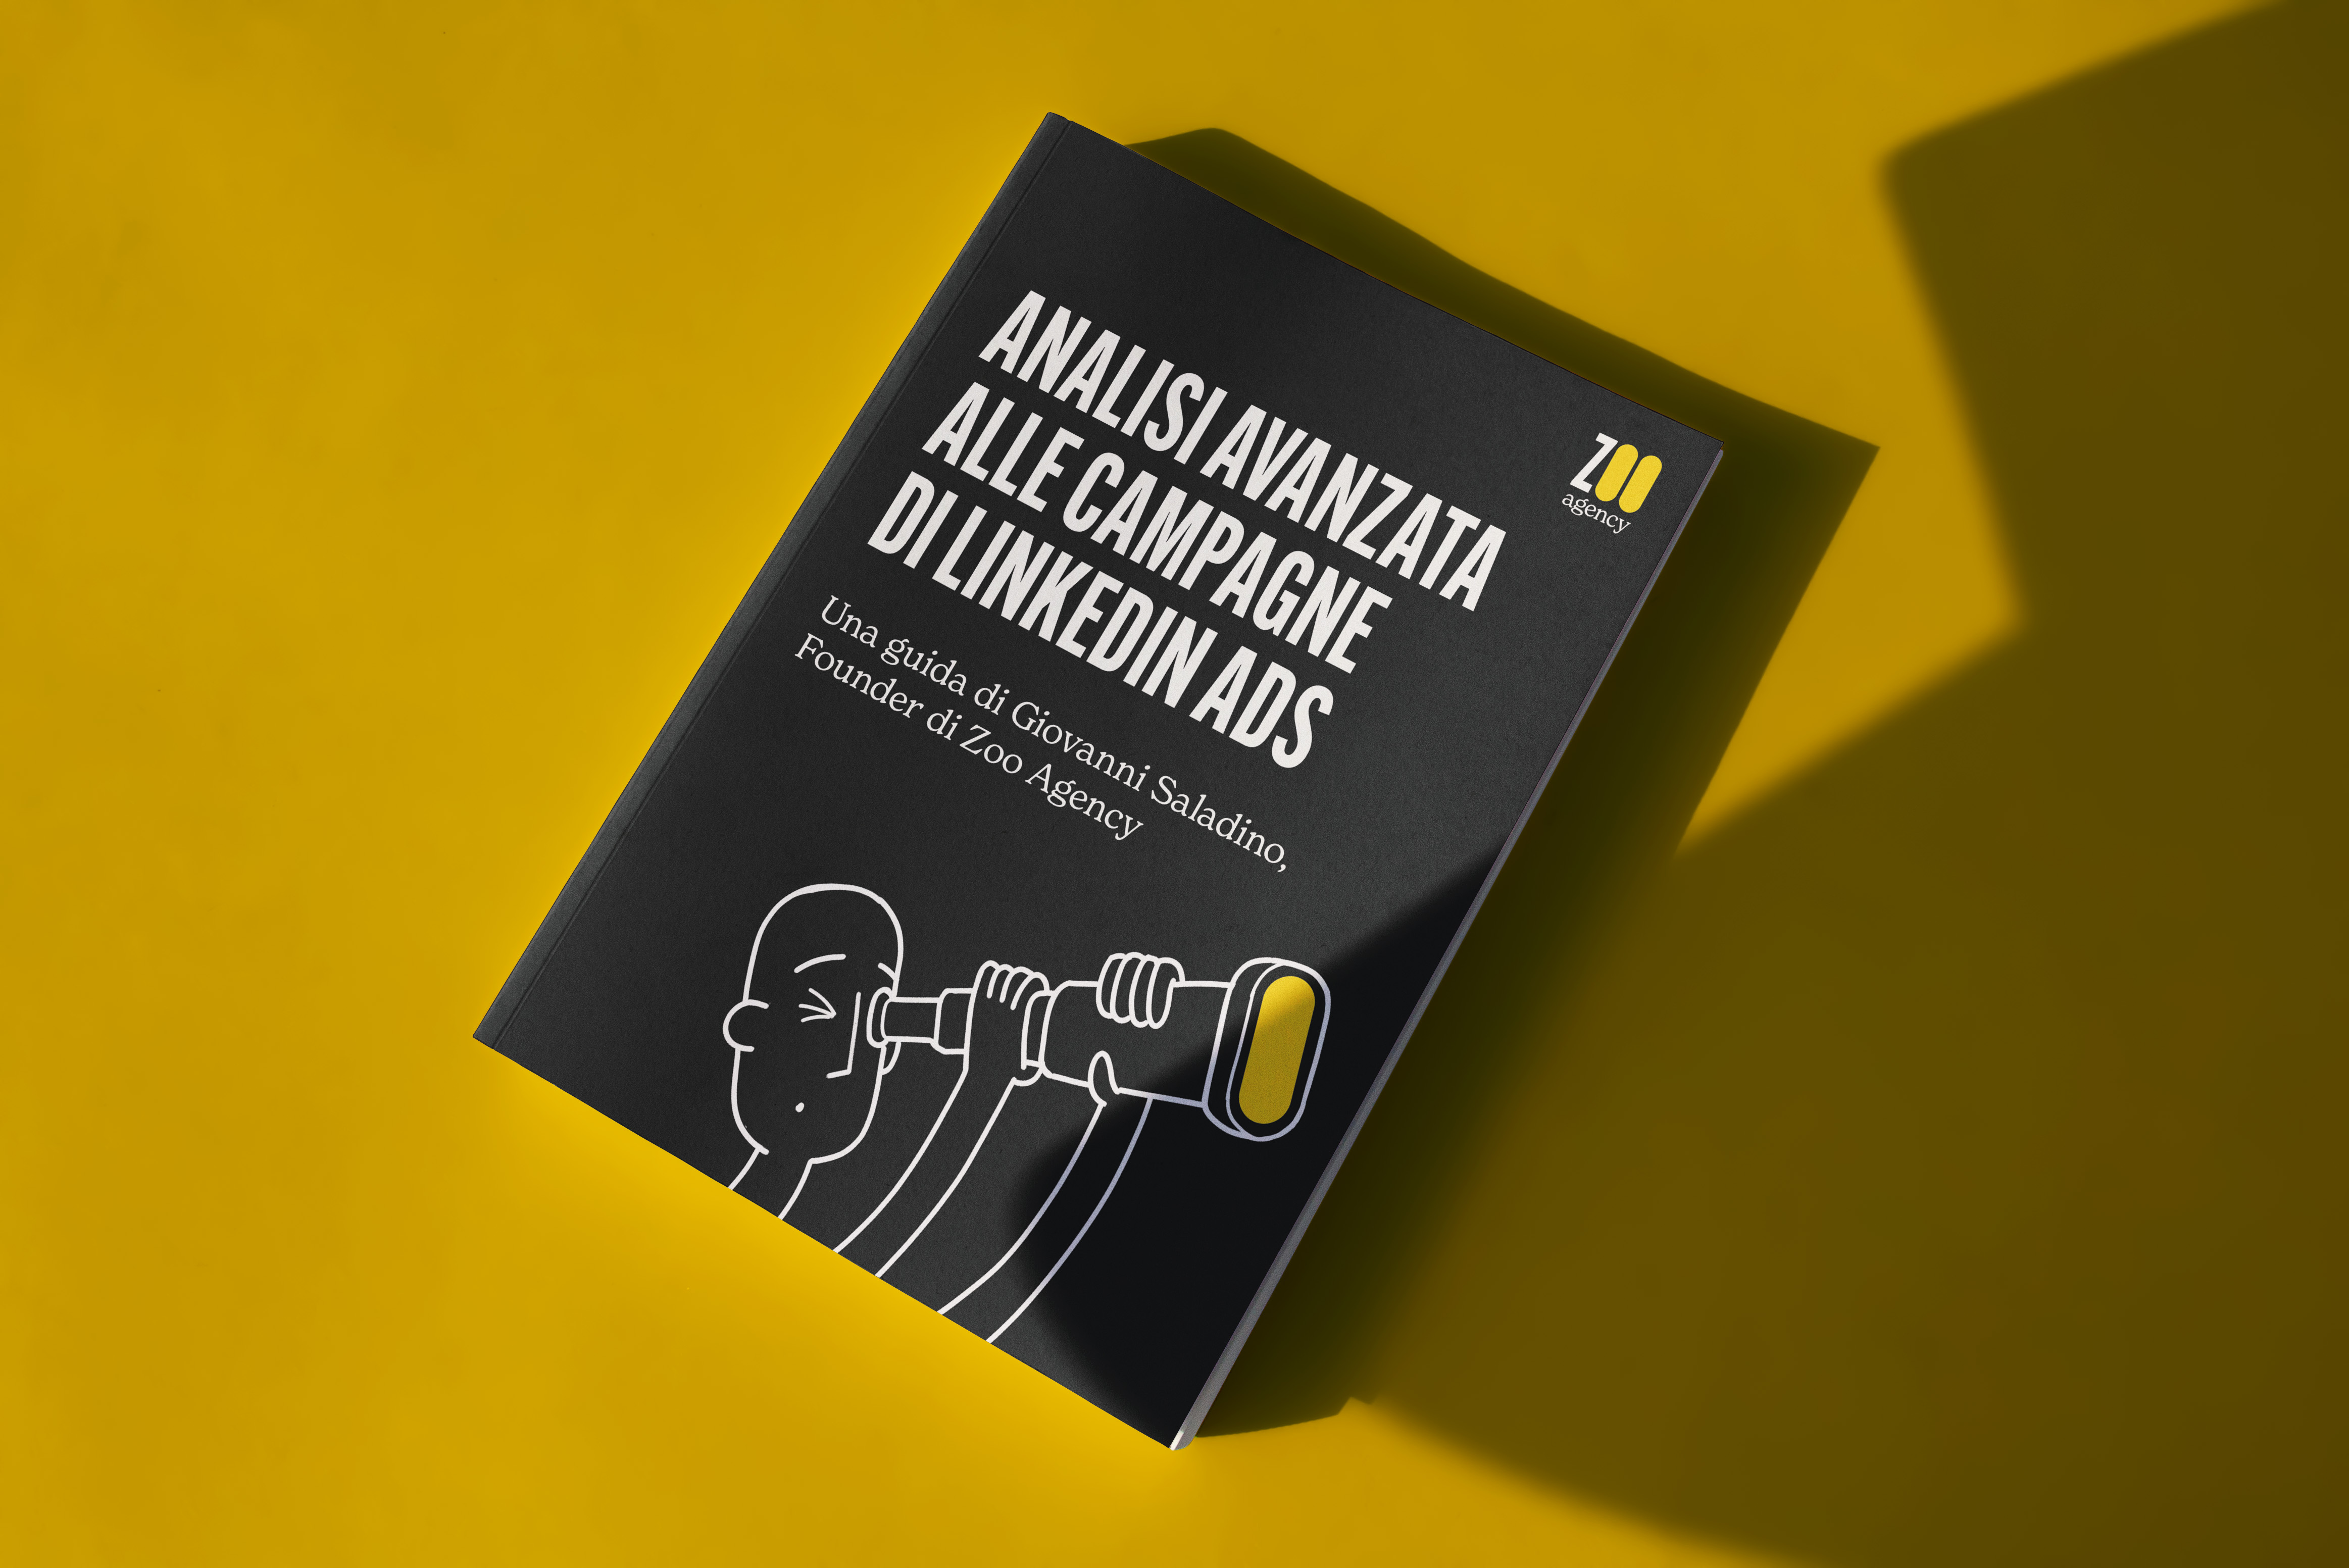 ZOO
agency
ANALISI AVANZATA
ALLE CAMPAGNE
DI LINKEDIN ADS
Una guida di Giovanni Saladino,
Founder di Zoo Agency